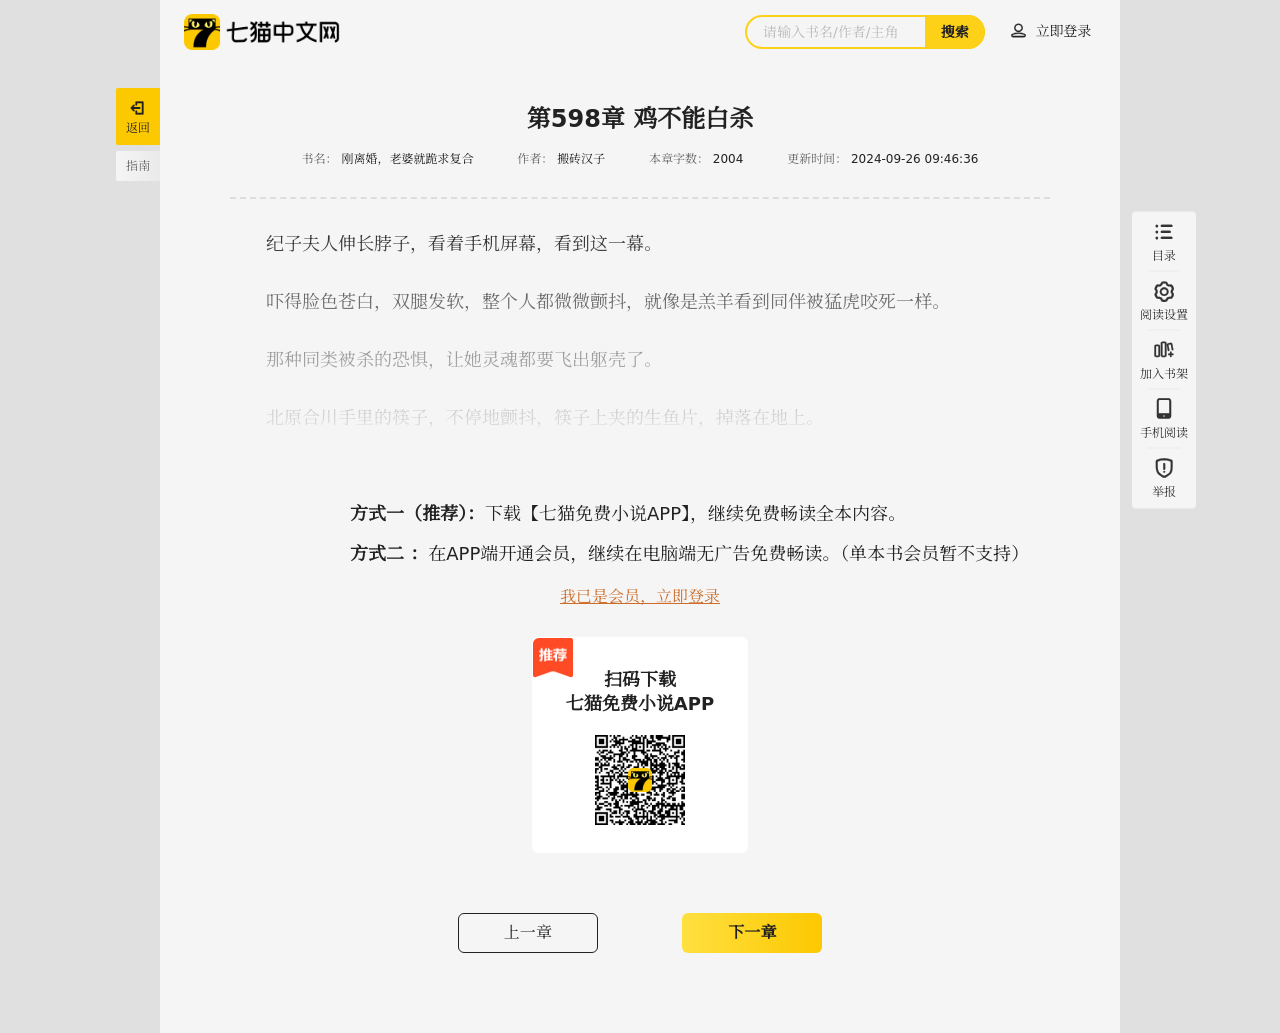 七猫中文网
请输入书名/作者/主角
搜索
立即登录
返回
指南
第598章 鸡不能白杀
书名： 刚离婚，老婆就跪求复合 作者： 搬砖汉子 本章字数： 2004 更新时间： 2024-09-26 09:46:36
纪子夫人伸长脖子，看着手机屏幕，看到这一幕。
吓得脸色苍白，双腿发软，整个人都微微颤抖，就像是羔羊看到同伴被猛虎咬死一样。
那种同类被杀的恐惧，让她灵魂都要飞出躯壳了。
北原合川手里的筷子，不停地颤抖，筷子上夹的生鱼片，掉落在地上。
目录
阅读设置
加入书架
手机阅读
举报
方式一（推荐）：下载【七猫免费小说APP】，继续免费畅读全本内容。
方式二 ：在APP端开通会员，继续在电脑端无广告免费畅读。（单本书会员暂不支持）
我已是会员，立即登录
推荐
扫码下载
七猫免费小说APP
上一章
下一章